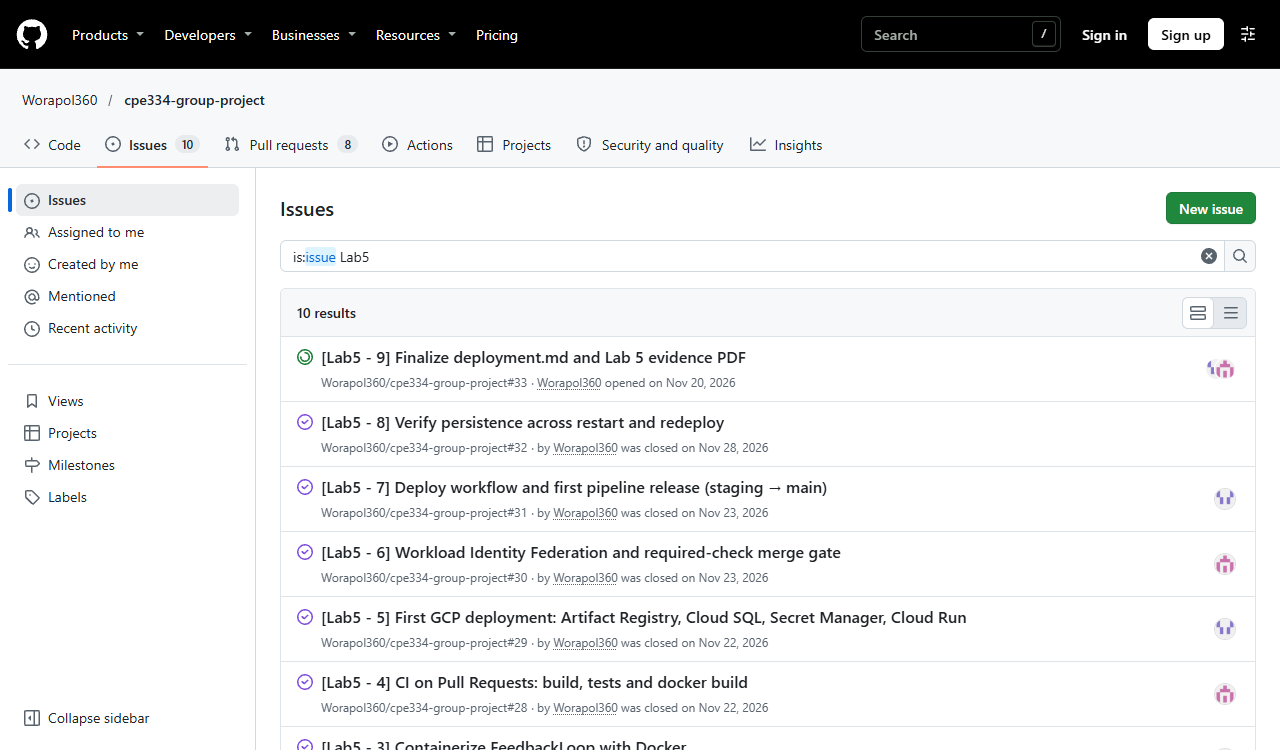 Products
Developers
Businesses
Resources
Pricing
Search
/
Sign in
Sign up
Worapol360 / cpe334-group-project
Code
Issues 10
Pull requests 8
Actions
Projects
Security and quality
Insights
Issues
Assigned to me
Created by me
Mentioned
Recent activity
Views
Projects
Milestones
Labels
Collapse sidebar
Issues
New issue
is:issue Lab5
10 results
[Lab5 - 9] Finalize deployment.md and Lab 5 evidence PDF
Worapol360/cpe334-group-project#33 · Worapol360 opened on Nov 20, 2026
[Lab5 - 8] Verify persistence across restart and redeploy
Worapol360/cpe334-group-project#32 · by Worapol360 was closed on Nov 28, 2026
[Lab5 - 7] Deploy workflow and first pipeline release (staging → main)
Worapol360/cpe334-group-project#31 · by Worapol360 was closed on Nov 23, 2026
[Lab5 - 6] Workload Identity Federation and required-check merge gate
Worapol360/cpe334-group-project#30 · by Worapol360 was closed on Nov 23, 2026
[Lab5 - 5] First GCP deployment: Artifact Registry, Cloud SQL, Secret Manager, Cloud Run
Worapol360/cpe334-group-project#29 · by Worapol360 was closed on Nov 22, 2026
[Lab5 - 4] CI on Pull Requests: build, tests and docker build
Worapol360/cpe334-group-project#28 · by Worapol360 was closed on Nov 22, 2026
[Lab5 - 3] Containerize FeedbackLoop with Docker